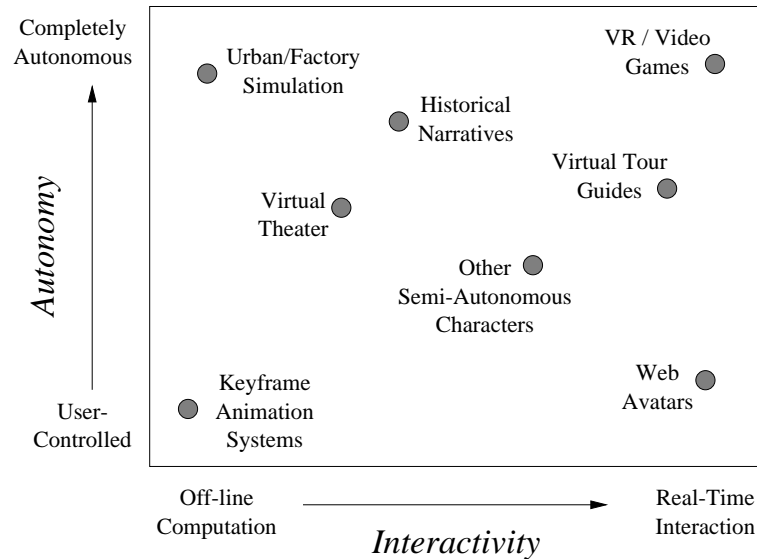 Completely
Autonomous
Urban/Factory
Simulation
VR / Video
Games
Historical
Narratives
Virtual Tour
Guides
Virtual
Theater
Autonomy
Other
Semi-Autonomous
Characters
Web
Avatars
Keyframe
Animation
Systems
User-
Controlled
Off-line
Computation
Real-Time
Interaction
Interactivity